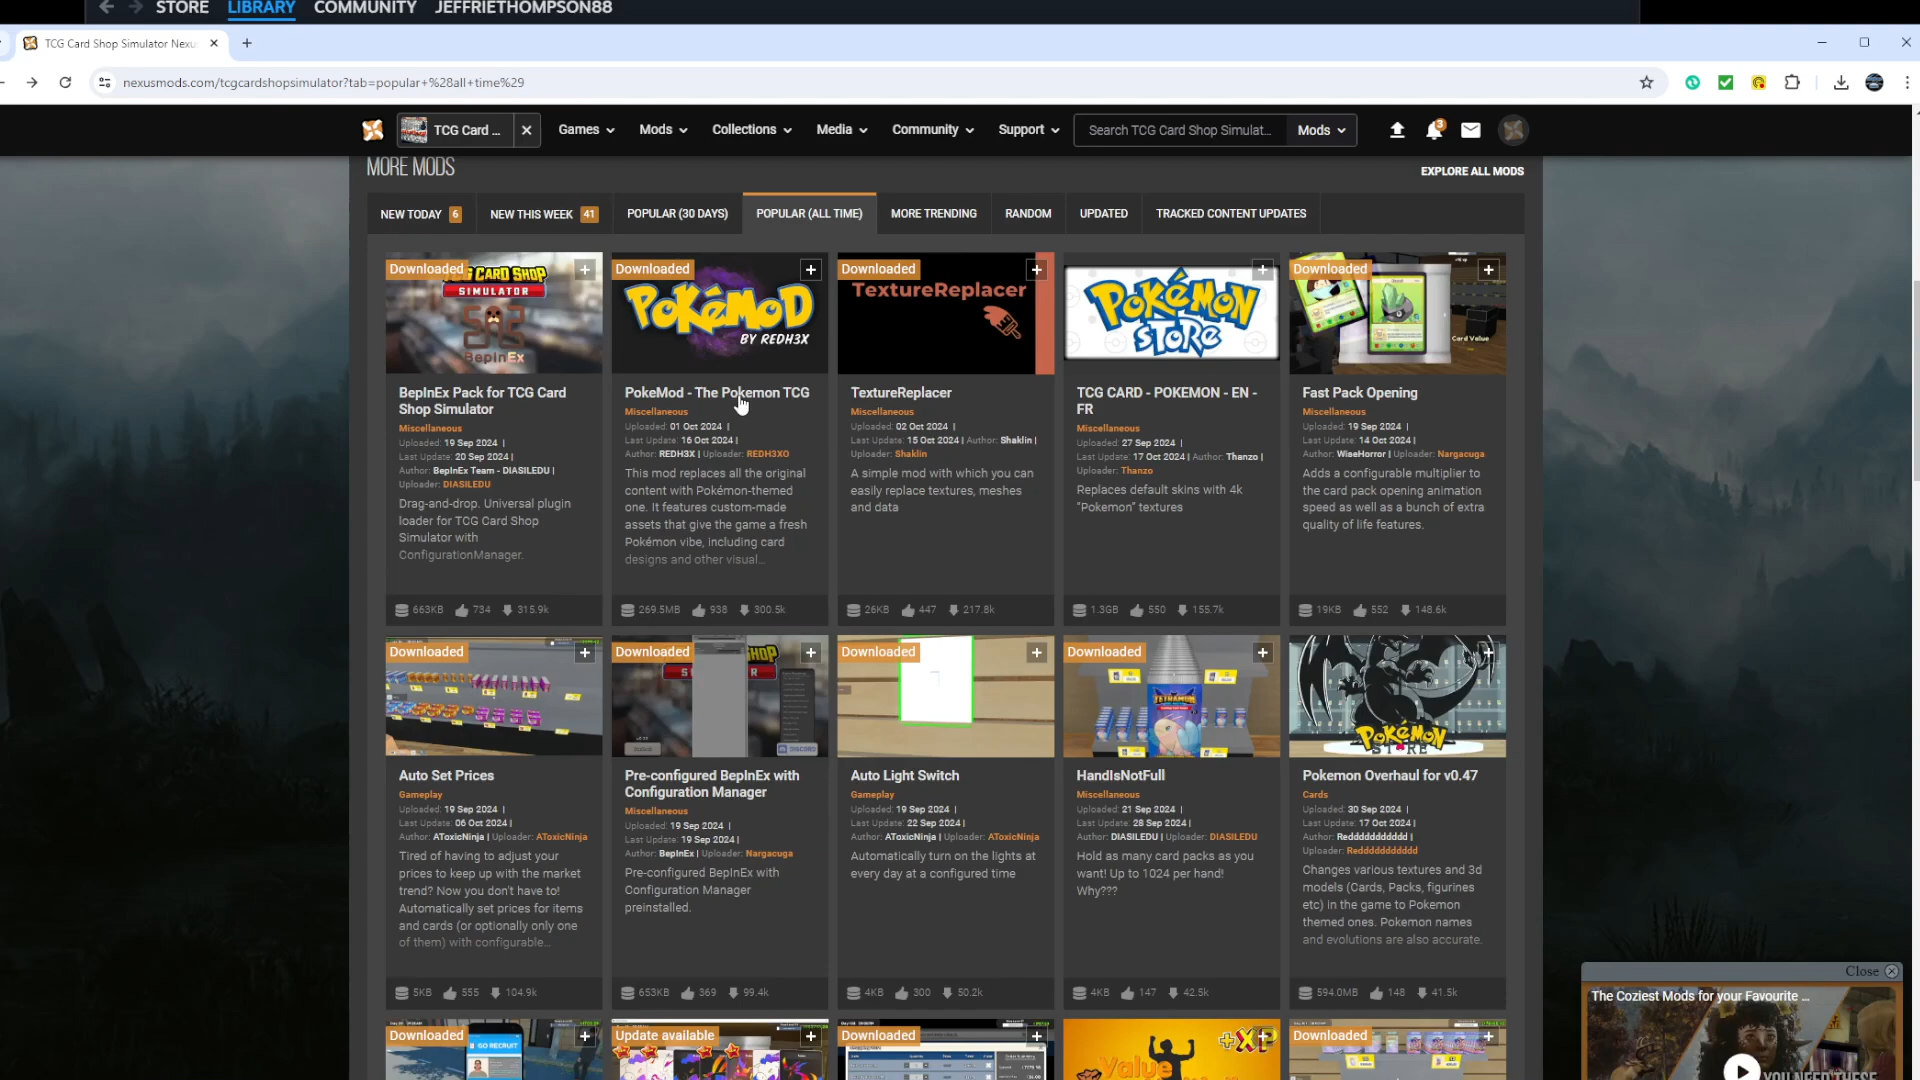 STORE LIBRARY COMMUNITY JEFFRIETHOMPSON88
TCG Card Shop Simulator Nexu
nexusmods.com/tcgcardshopsimulator?tab=popular+%28all+time%29
TCG Card ... Games Mods Collections Media Community Support Search TCG Card Shop Simulat... Mods 3
MORE MODS
EXPLORE ALL MODS
NEW TODAY 6 NEW THIS WEEK 41 POPULAR (30 DAYS) POPULAR (ALL TIME) MORE TRENDING RANDOM UPDATED TRACKED CONTENT UPDATES
Downloaded
TCG CARD SHOP
SIMULATOR
BepInEx
BepInEx Pack for TCG Card
Shop Simulator
Miscellaneous
Uploaded: 19 Sep 2024 |
Last Update: 20 Sep 2024 |
Author: BepInEx Team - DIASILEDU |
Uploader: DIASILEDU
Drag-and-drop. Universal plugin
loader for TCG Card Shop
Simulator with
ConfigurationManager.
663KB 734 315.9k
Downloaded
POKéMOD
BY REDH3X
PokeMod - The Pokemon TCG
Miscellaneous
Uploaded: 01 Oct 2024 |
Last Update: 16 Oct 2024 |
Author: REDH3X | Uploader: REDH3XO
This mod replaces all the original
content with Pokémon-themed
one. It features custom-made
assets that give the game a fresh
Pokémon vibe, including card
designs and other visual...
269.5MB 938 300.5k
Downloaded
TextureReplacer
TextureReplacer
Miscellaneous
Uploaded: 02 Oct 2024 |
Last Update: 15 Oct 2024 | Author: Shaklin |
Uploader: Shaklin
A simple mod with which you can
easily replace textures, meshes
and data
26KB 447 217.8k
POKéMON
STORE
TCG CARD - POKEMON - EN -
FR
Miscellaneous
Uploaded: 27 Sep 2024 |
Last Update: 17 Oct 2024 | Author: Thanzo |
Uploader: Thanzo
Replaces default skins with 4k
"Pokemon" textures
1.3GB 550 155.7k
Downloaded
Card Value
Fast Pack Opening
Miscellaneous
Uploaded: 19 Sep 2024 |
Last Update: 14 Oct 2024 |
Author: WiseHorror | Uploader: Nargacuga
Adds a configurable multiplier to
the card pack opening animation
speed as well as a bunch of extra
quality of life features.
19KB 552 148.6k
Downloaded
Auto Set Prices
Gameplay
Uploaded: 19 Sep 2024 |
Last Update: 06 Oct 2024 |
Author: AToxicNinja | Uploader: AToxicNinja
Tired of having to adjust your
prices to keep up with the market
trend? Now you don't have to!
Automatically set prices for items
and cards (or optionally only one
of them) with configurable...
5KB 555 104.9k
Downloaded
DISCORD
Pre-configured BepInEx with
Configuration Manager
Miscellaneous
Uploaded: 19 Sep 2024 |
Last Update: 19 Sep 2024 |
Author: BepInEx | Uploader: Nargacuga
Pre-configured BepInEx with
Configuration Manager
preinstalled.
653KB 369 99.4k
Downloaded
Auto Light Switch
Gameplay
Uploaded: 19 Sep 2024 |
Last Update: 22 Sep 2024 |
Author: AToxicNinja | Uploader: AToxicNinja
Automatically turn on the lights at
every day at a configured time
4KB 300 50.2k
Downloaded
TETRAMON
HandIsNotFull
Miscellaneous
Uploaded: 21 Sep 2024 |
Last Update: 28 Sep 2024 |
Author: DIASILEDU | Uploader: DIASILEDU
Hold as many card packs as you
want! Up to 1024 per hand!
Why???
4KB 147 42.5k
POKéMON
STORE
Pokemon Overhaul for v0.47
Cards
Uploaded: 30 Sep 2024 |
Last Update: 17 Oct 2024 |
Author: Redddddddddd |
Uploader: Redddddddddd
Changes various textures and 3d
models (Cards, Packs, figurines
etc) in the game to Pokemon
themed ones. Pokemon names
and evolutions are also accurate.
594.0MB 148 41.5k
Downloaded
GO RECRUIT
Update available
Downloaded
Value
+XP
Downloaded
Close
The Coziest Mods for your Favourite ...
YOU NEED THESE